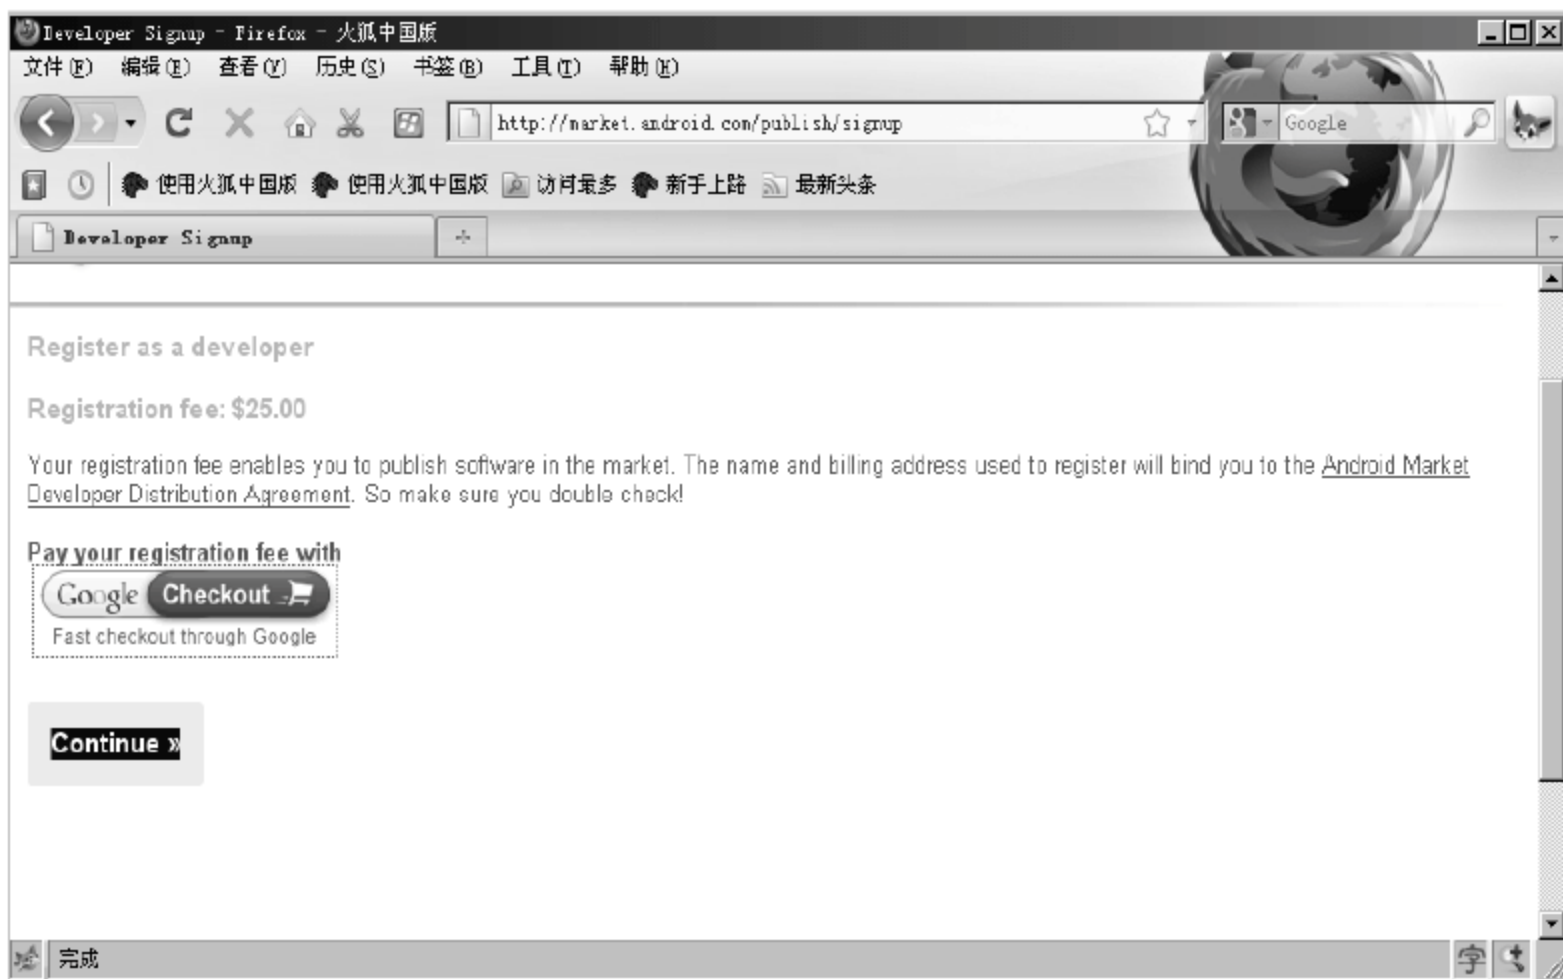 Developer Signup - Firefox - 火狐中国版
文件(F) 编辑(E) 查看(V) 历史(S) 书签(B) 工具(T) 帮助(H)
http://market.android.com/publish/signup
Google
使用火狐中国版 使用火狐中国版 访问最多 新手上路 最新头条
Developer Signup
Register as a developer
Registration fee: $25.00
Your registration fee enables you to publish software in the market. The name and billing address used to register will bind you to the Android Market
Developer Distribution Agreement. So make sure you double check!
Pay your registration fee with
Google Checkout
Fast checkout through Google
Continue »
完成
字